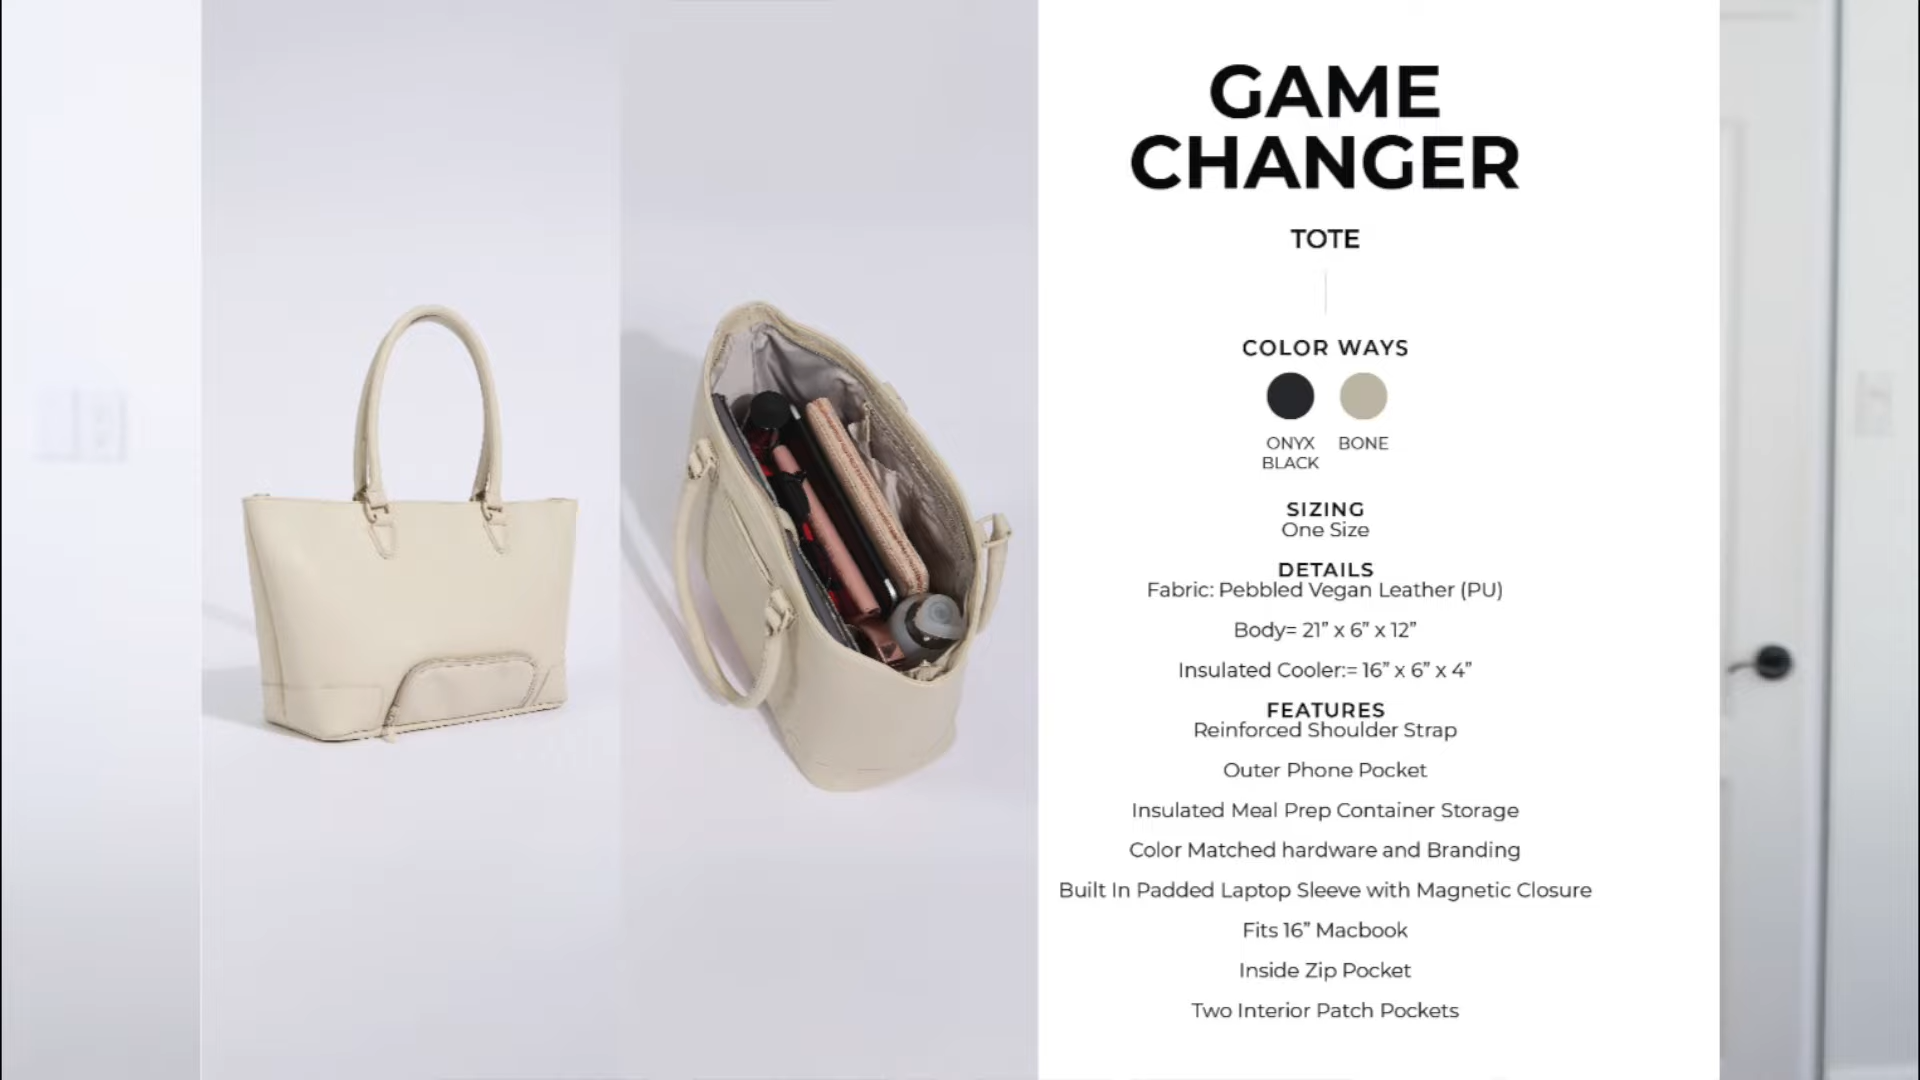 GAME
CHANGER
TOTE
COLOR WAYS
ONYX
BLACK
BONE
SIZING
One Size
DETAILS
Fabric: Pebbled Vegan Leather (PU)
Body= 21” x 6” x 12”
Insulated Cooler:= 16” x 6” x 4”
FEATURES
Reinforced Shoulder Strap
Outer Phone Pocket
Insulated Meal Prep Container Storage
Color Matched hardware and Branding
Built In Padded Laptop Sleeve with Magnetic Closure
Fits 16” Macbook
Inside Zip Pocket
Two Interior Patch Pockets